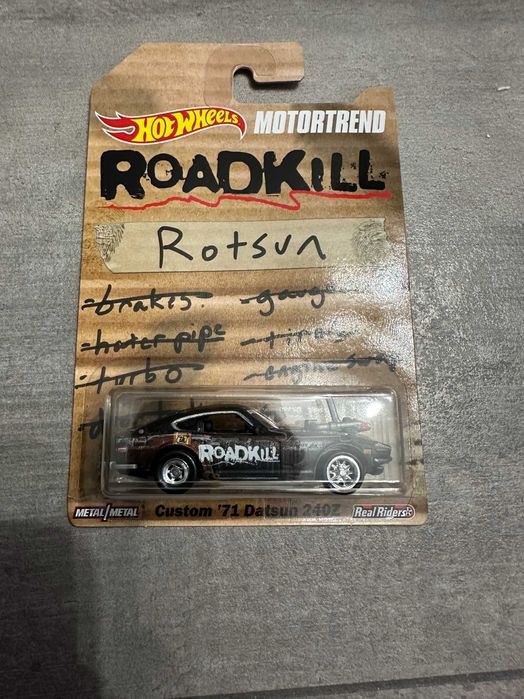 HOT WHEELS MOTORTREND
ROADKILL
Rotsun
brakes gauge
heater pipe tires
turbo engine swap
ROADKILL
METAL/METAL Custom '71 Datsun 240Z Real Riders